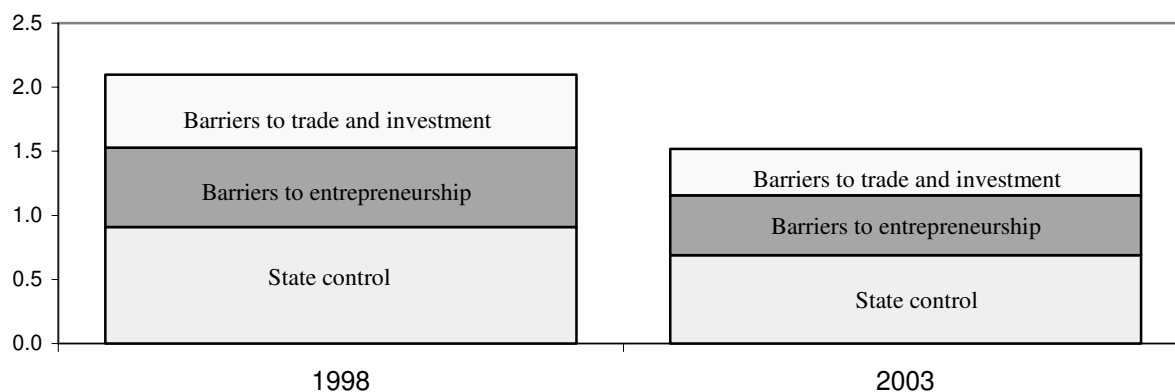 2.5
2.0
1.5
1.0
0.5
0.0
Barriers to trade and investment
Barriers to entrepreneurship
State control
Barriers to trade and investment
Barriers to entrepreneurship
State control
1998
2003